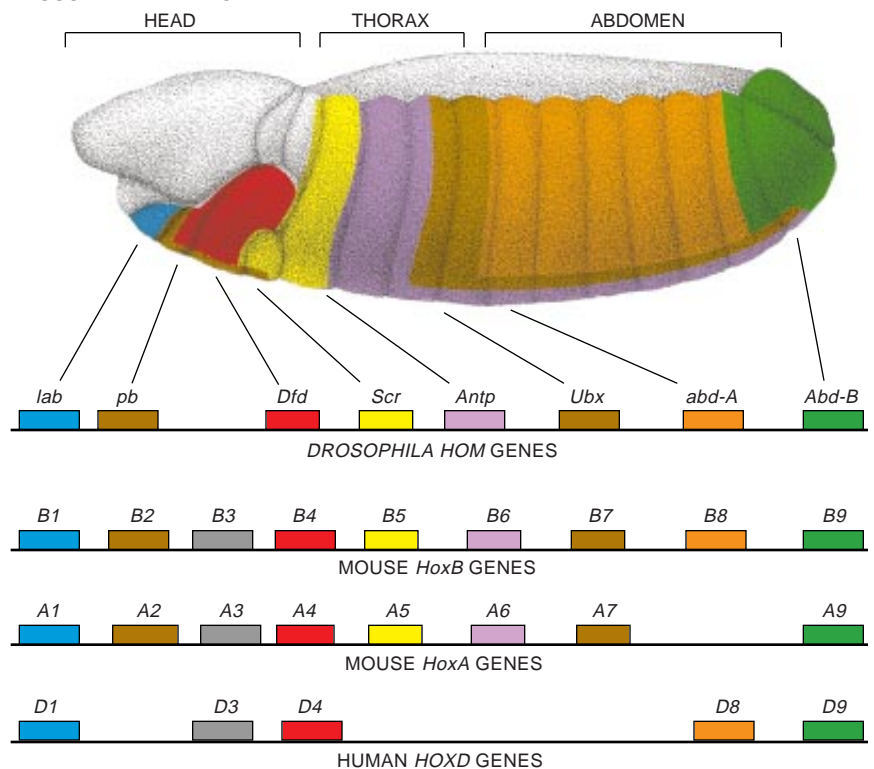 HEAD THORAX ABDOMEN
lab pb Dfd Scr Antp Ubx abd-A Abd-B
DROSOPHILA HOM GENES
B1 B2 B3 B4 B5 B6 B7 B8 B9
MOUSE HoxB GENES
A1 A2 A3 A4 A5 A6 A7 A9
MOUSE HoxA GENES
D1 D3 D4 D8 D9
HUMAN HOXD GENES